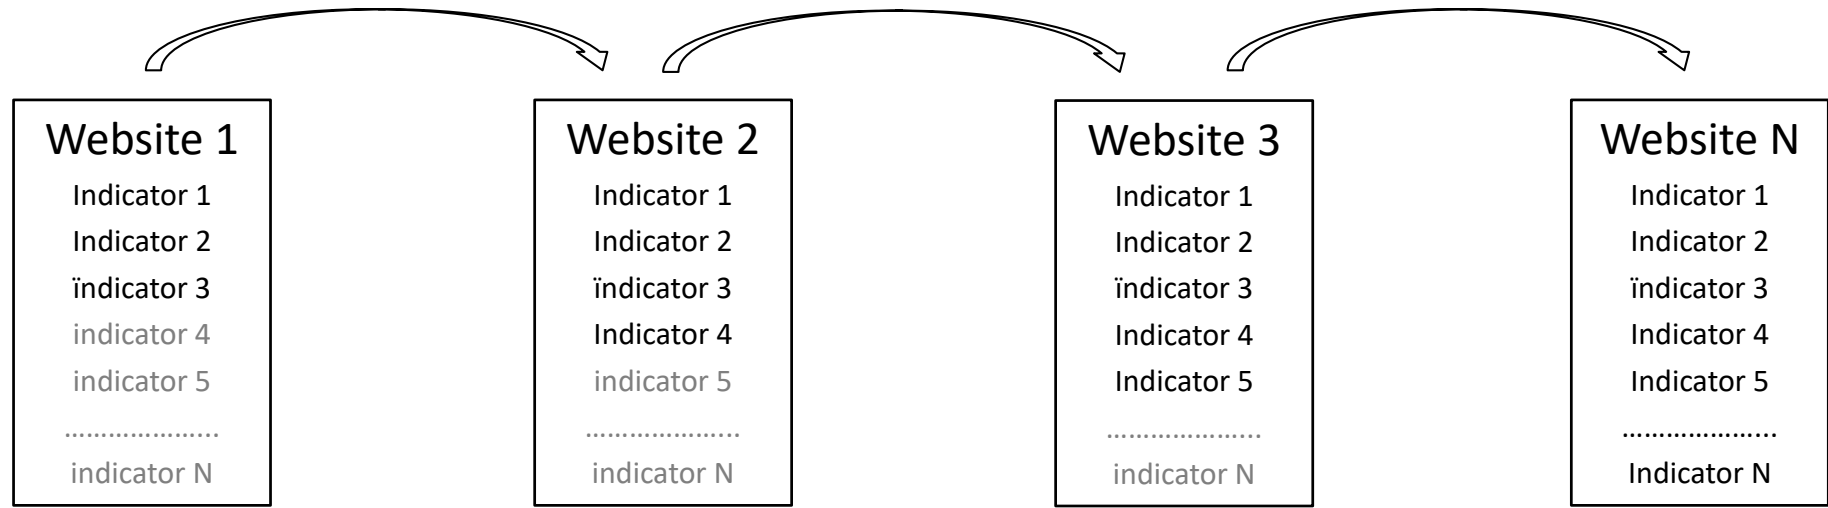 Website 1
Indicator 1
Indicator 2
ïndicator 3
indicator 4
indicator 5
.......................
indicator N
Website 2
Indicator 1
Indicator 2
ïndicator 3
Indicator 4
indicator 5
.......................
indicator N
Website 3
Indicator 1
Indicator 2
ïndicator 3
Indicator 4
Indicator 5
.......................
indicator N
Website N
Indicator 1
Indicator 2
ïndicator 3
Indicator 4
Indicator 5
.......................
Indicator N